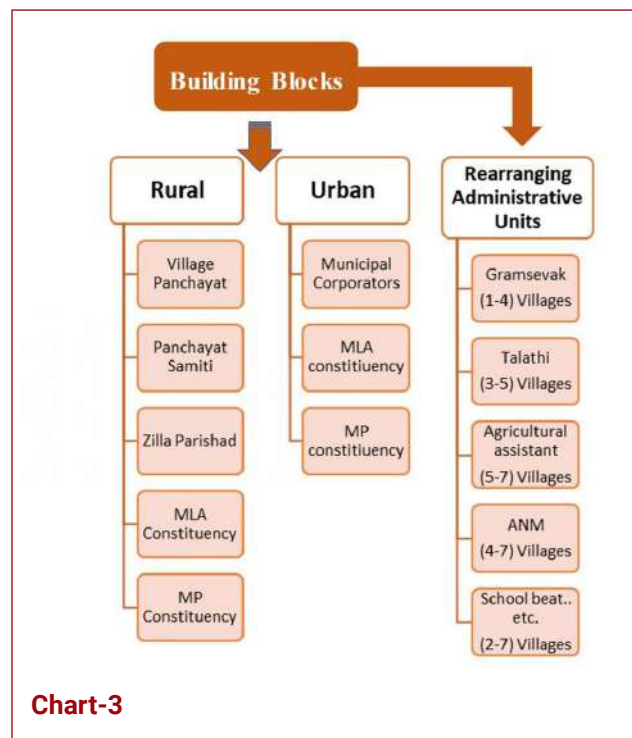 Building Blocks
Rural
Village
Panchayat
Panchayat
Samiti
Zilla Parishad
MLA
Constituency
MP
Constituency
Urban
Municipal
Corporators
MLA
constitiuency
MP
constitiuency
Rearranging
Administrative
Units
Gramsevak
(1-4) Villages
Talathi
(3-5) Villages
Agricultural
assistant
(5-7) Villages
ANM
(4-7) Villages
School beat..
etc.
(2-7) Villages
Chart-3